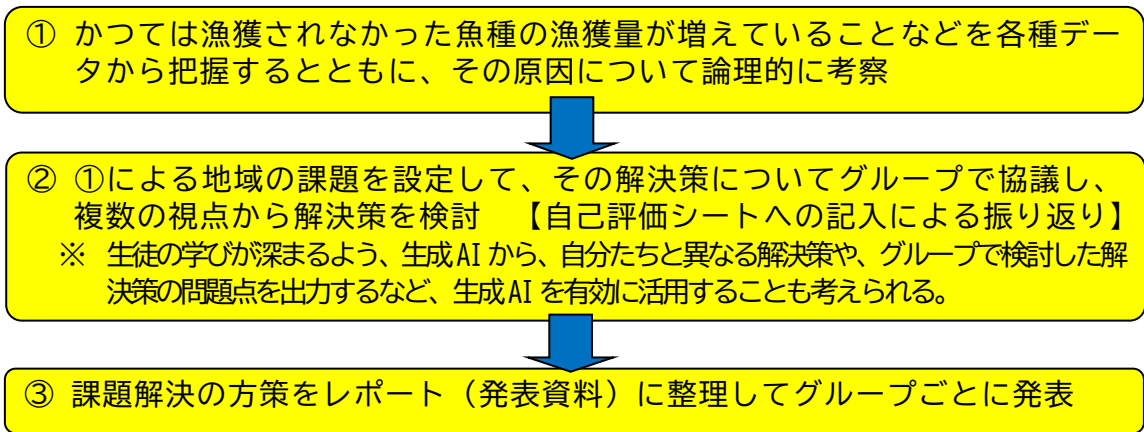 ① かつては漁獲されなかった魚種の漁獲量が増えていることなどを各種デー
タから把握するとともに、その原因について論理的に考察
② ①による地域の課題を設定して、その解決策についてグループで協議し、
複数の視点から解決策を検討 【自己評価シートへの記入による振り返り】
※ 生徒の学びが深まるよう、生成AI から、自分たちと異なる解決策や、グループで検討した解
決策の問題点を出力するなど、生成AI を有効に活用することも考えられる。
③ 課題解決の方策をレポート（発表資料）に整理してグループごとに発表